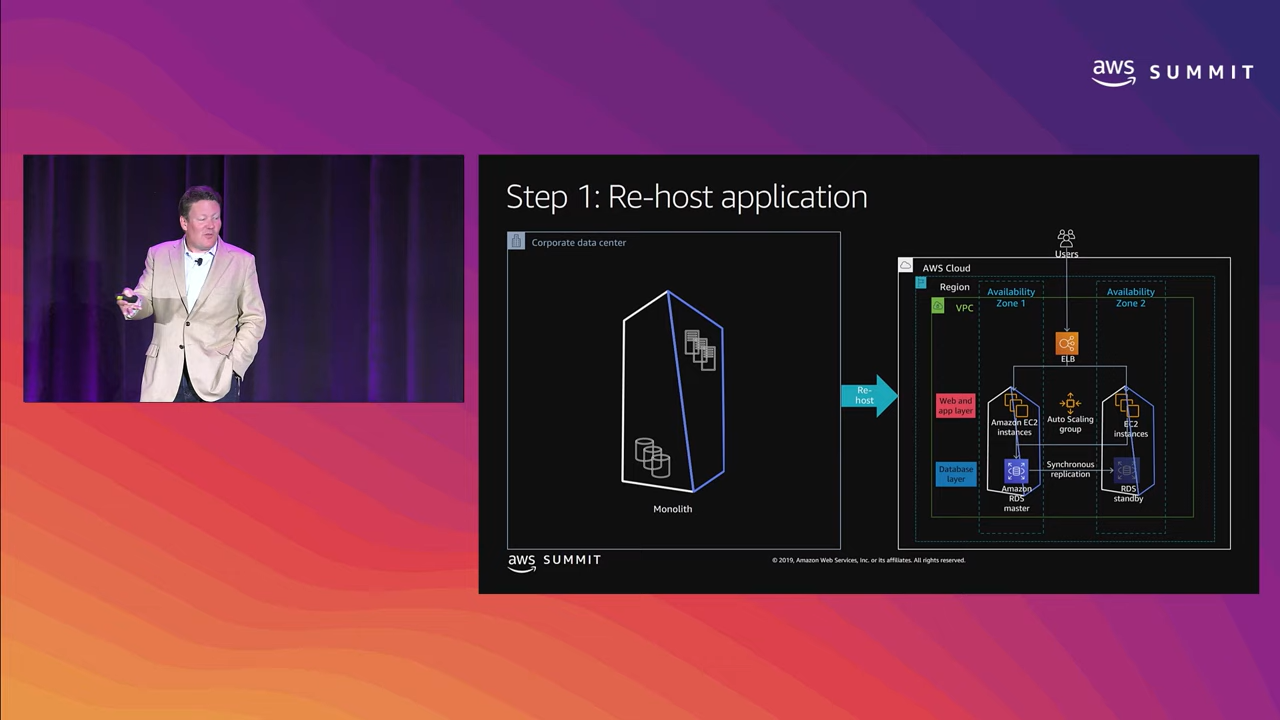 aws SUMMIT
Step 1: Re-host application
Corporate data center
Monolith
Re-
host
Users
AWS Cloud
Region
VPC
Availability
Zone 1
Availability
Zone 2
ELB
Web and
app layer
Amazon EC2
instances
Auto Scaling
group
EC2
instances
Database
layer
Amazon
RDS
master
Synchronous
replication
RDS
standby
aws SUMMIT
© 2019, Amazon Web Services, Inc. or its affiliates. All rights reserved.